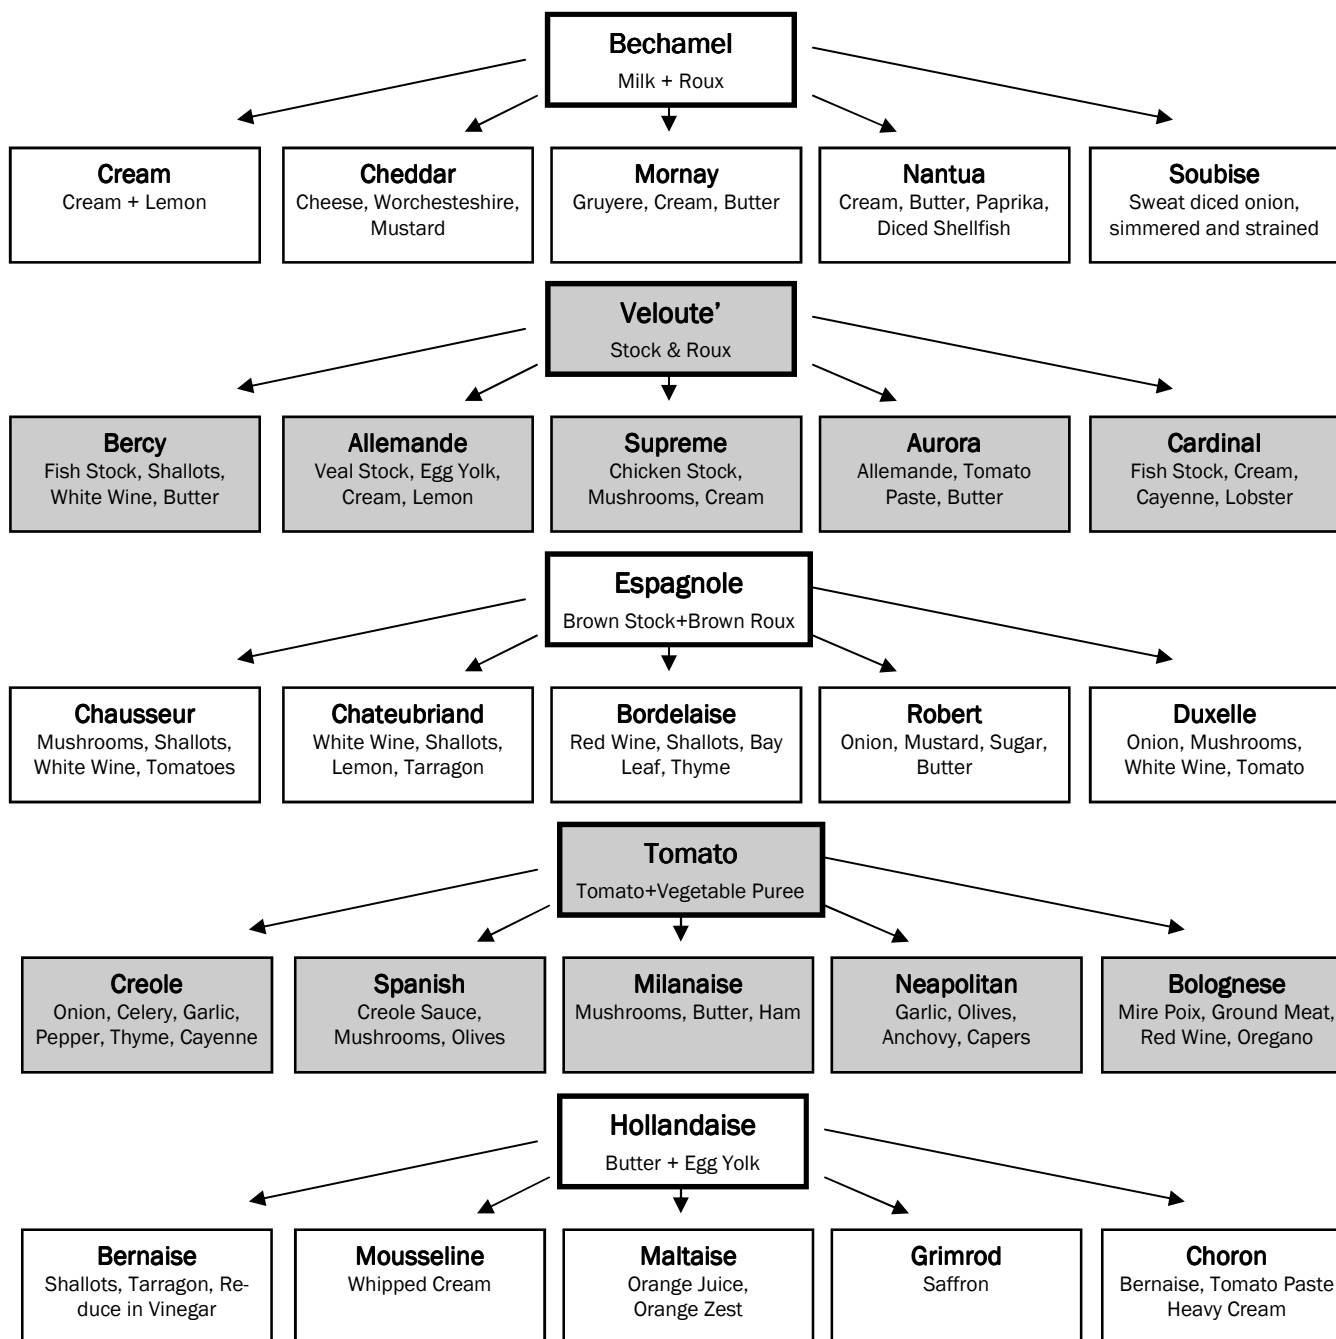 Bechamel
Milk + Roux
Cream
Cream + Lemon
Cheddar
Cheese, Worchesteshire,
Mustard
Mornay
Gruyere, Cream, Butter
Nantua
Cream, Butter, Paprika,
Diced Shellfish
Soubise
Sweat diced onion,
simmered and strained
Veloute’
Stock & Roux
Bercy
Fish Stock, Shallots,
White Wine, Butter
Allemande
Veal Stock, Egg Yolk,
Cream, Lemon
Supreme
Chicken Stock,
Mushrooms, Cream
Aurora
Allemande, Tomato
Paste, Butter
Cardinal
Fish Stock, Cream,
Cayenne, Lobster
Espagnole
Brown Stock+Brown Roux
Chausseur
Mushrooms, Shallots,
White Wine, Tomatoes
Chateubriand
White Wine, Shallots,
Lemon, Tarragon
Bordelaise
Red Wine, Shallots, Bay
Leaf, Thyme
Robert
Onion, Mustard, Sugar,
Butter
Duxelle
Onion, Mushrooms,
White Wine, Tomato
Tomato
Tomato+Vegetable Puree
Creole
Onion, Celery, Garlic,
Pepper, Thyme, Cayenne
Spanish
Creole Sauce,
Mushrooms, Olives
Milanaise
Mushrooms, Butter, Ham
Neapolitan
Garlic, Olives,
Anchovy, Capers
Bolognese
Mire Poix, Ground Meat,
Red Wine, Oregano
Hollandaise
Butter + Egg Yolk
Bernaise
Shallots, Tarragon, Re-
duce in Vinegar
Mousseline
Whipped Cream
Maltaise
Orange Juice,
Orange Zest
Grimrod
Saffron
Choron
Bernaise, Tomato Paste
Heavy Cream